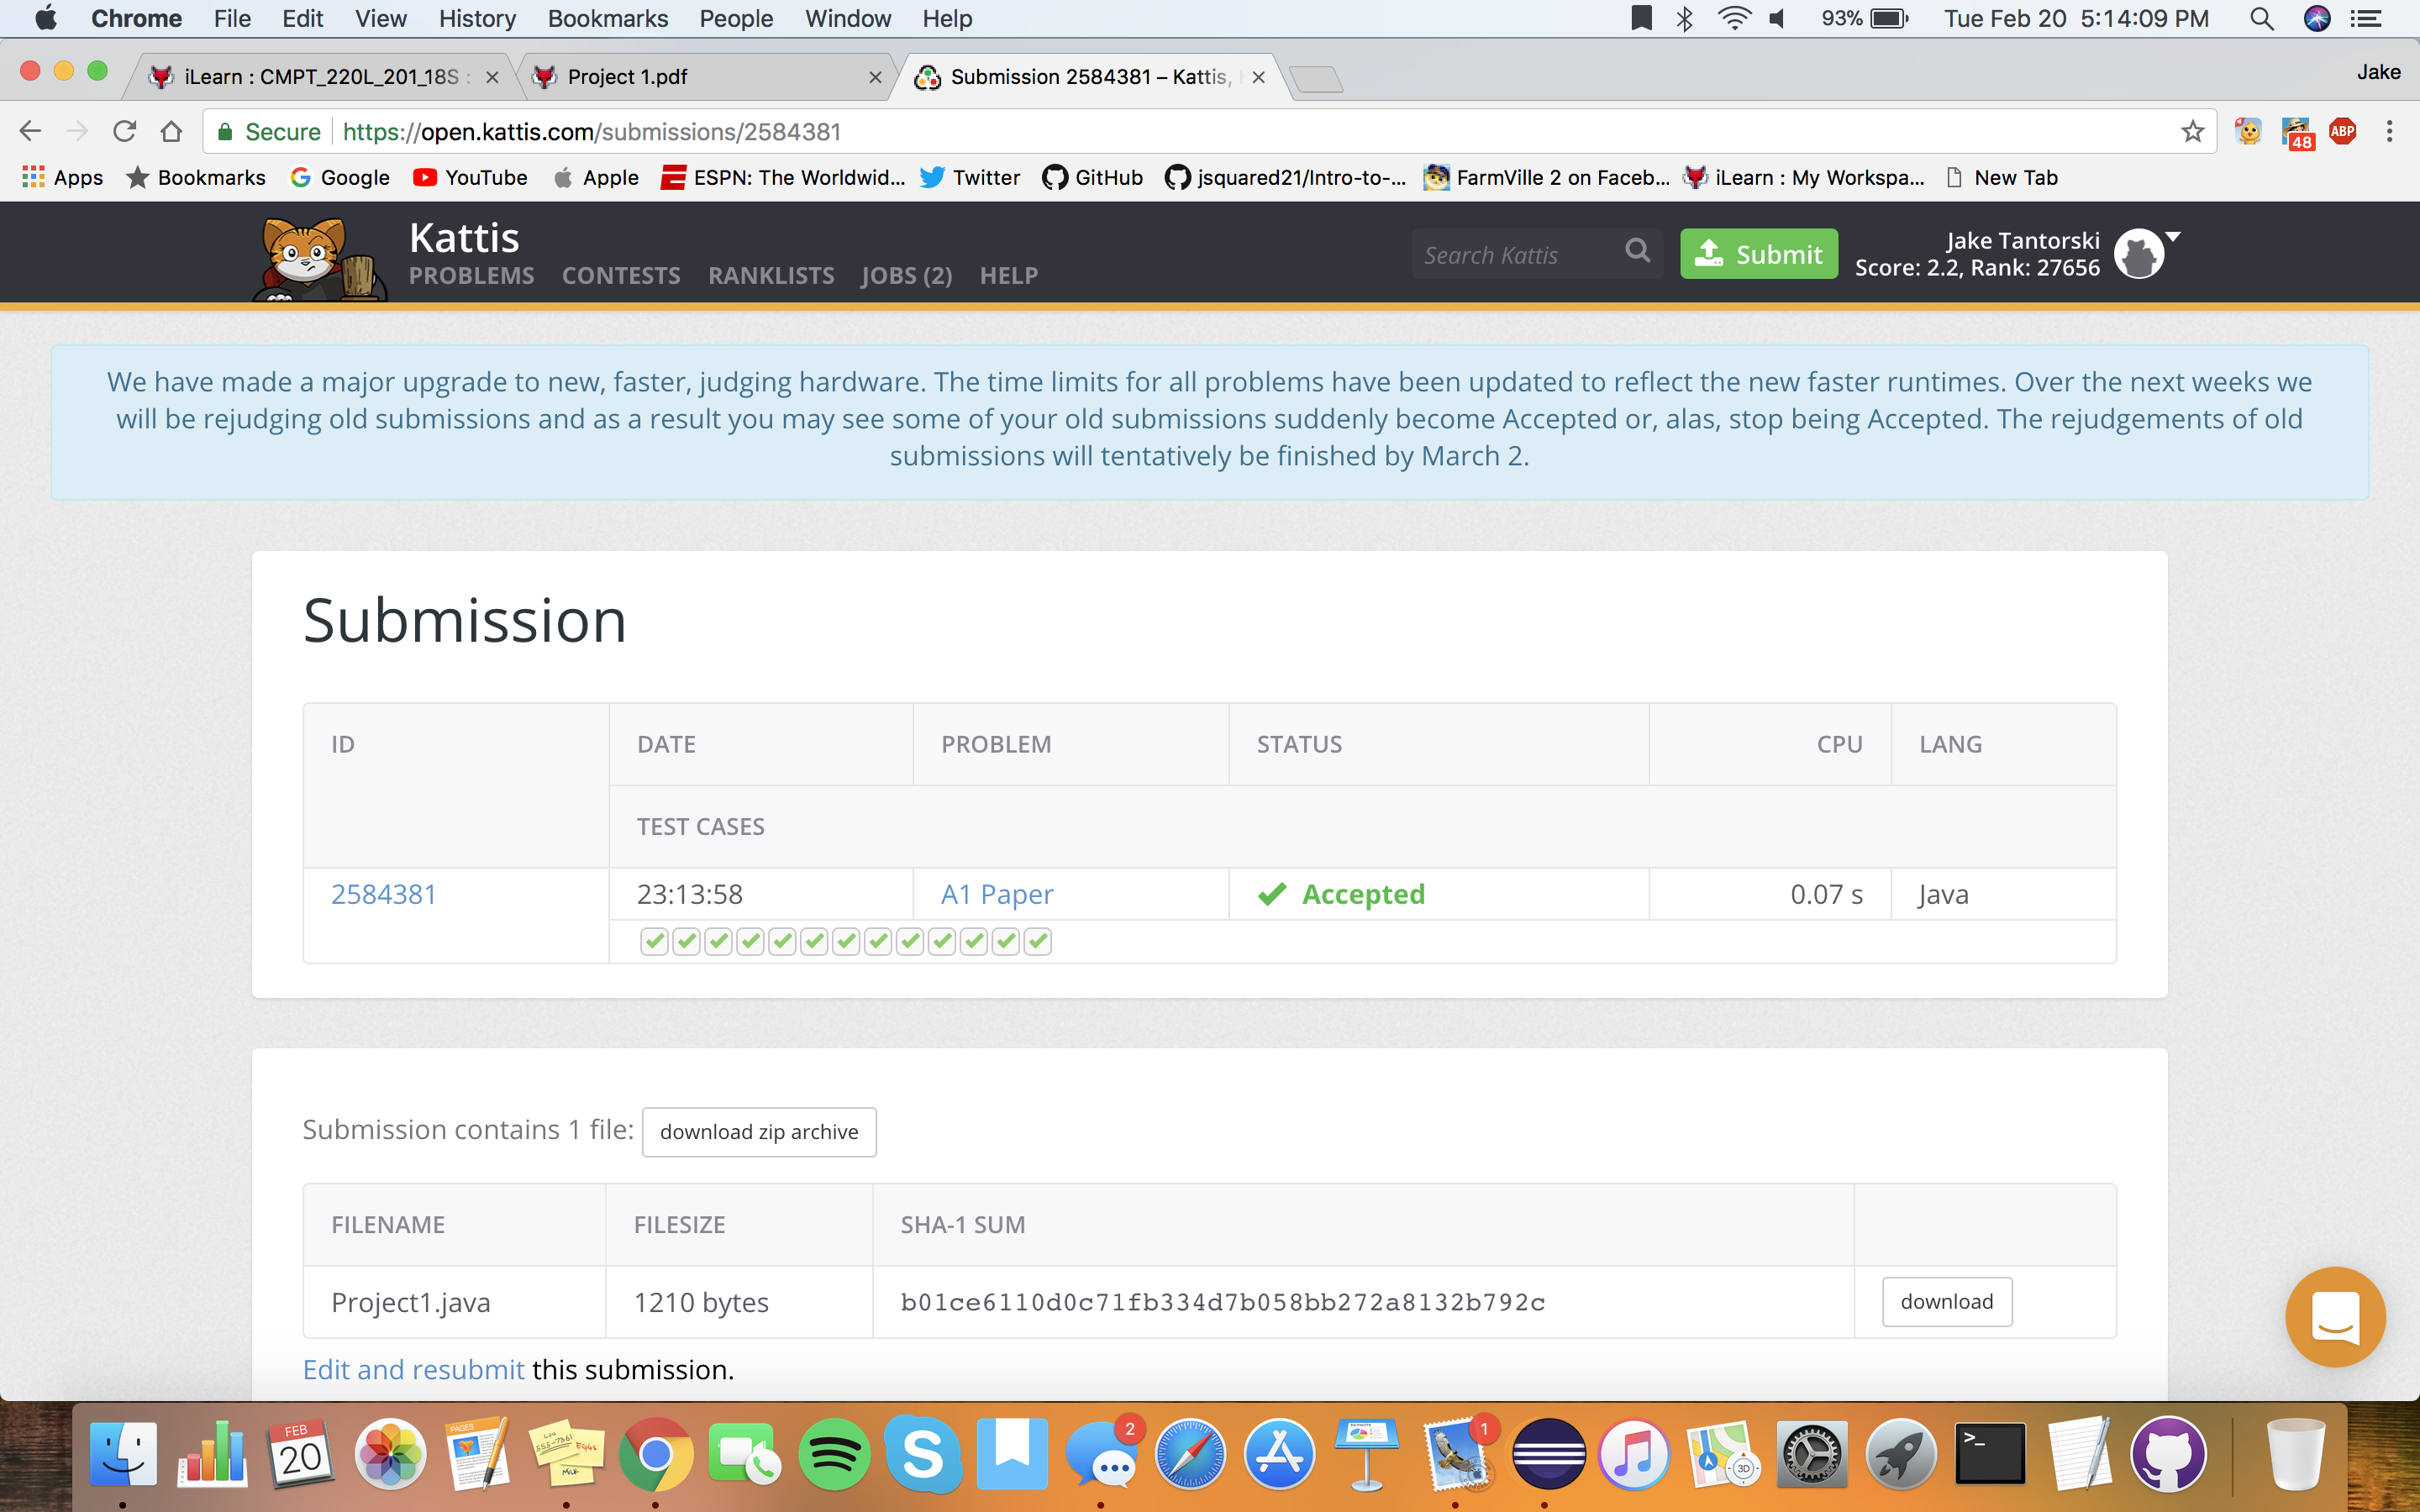 Chrome File Edit View History Bookmarks People Window Help 93% Tue Feb 20 5:14:09 PM
iLearn : CMPT_220L_201_18S : Project 1.pdf Submission 2584381 – Kattis, Jake
Secure https://open.kattis.com/submissions/2584381 48 ABP
Apps Bookmarks Google YouTube Apple ESPN: The Worldwid... Twitter GitHub jsquared21/Intro-to-... FarmVille 2 on Faceb... iLearn : My Workspa... New Tab
Kattis
PROBLEMS CONTESTS RANKLISTS JOBS (2) HELP
Search Kattis Submit
Jake Tantorski
Score: 2.2, Rank: 27656
We have made a major upgrade to new, faster, judging hardware. The time limits for all problems have been updated to reflect the new faster runtimes. Over the next weeks we
will be rejudging old submissions and as a result you may see some of your old submissions suddenly become Accepted or, alas, stop being Accepted. The rejudgements of old
submissions will tentatively be finished by March 2.
Submission
ID DATE PROBLEM STATUS CPU LANG
TEST CASES
2584381 23:13:58 A1 Paper Accepted 0.07 s Java
Submission contains 1 file: download zip archive
FILENAME FILESIZE SHA-1 SUM
Project1.java 1210 bytes b01ce6110d0c71fb334d7b058bb272a8132b792c download
Edit and resubmit this submission.
FEB
20
PAGES
2
1
3D